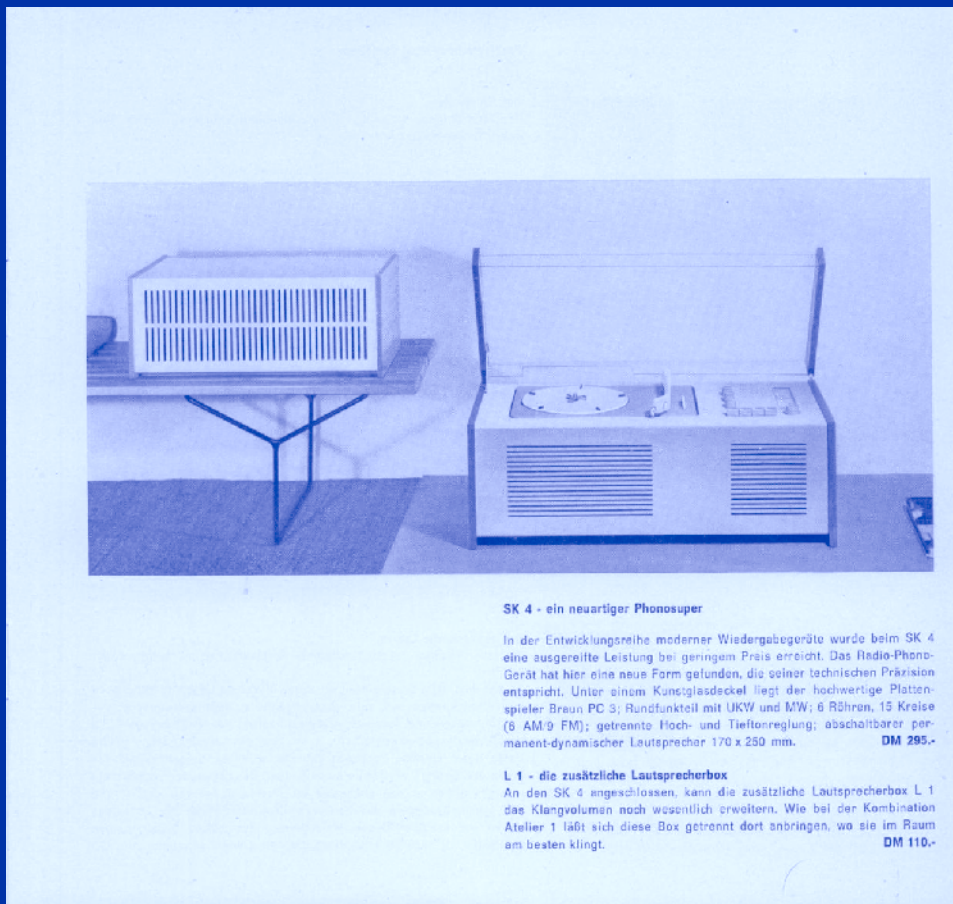 SK 4 - ein neuartiger Phonosuper
In der Entwicklungsreihe moderner Wiedergabegeräte wurde beim SK 4
eine ausgereifte Leistung bei geringem Preis erreicht. Das Radio-Phono-
Gerät hat hier eine neue Form gefunden, die seiner technischen Präzision
entspricht. Unter einem Kunstglasdeckel liegt der hochwertige Platten-
spieler Braun PC 3; Rundfunkteil mit UKW und MW; 6 Röhren, 15 Kreise
(6 AM/9 FM); getrennte Hoch- und Tieftonreglung; abschaltbarer per-
manent-dynamischer Lautsprecher 170 x 250 mm. DM 295.-
L 1 - die zusätzliche Lautsprecherbox
An den SK 4 angeschlossen, kann die zusätzliche Lautsprecherbox L 1
das Klangvolumen noch wesentlich erweitern. Wie bei der Kombination
Atelier 1 läßt sich diese Box getrennt dort anbringen, wo sie im Raum
am besten klingt. DM 110.-